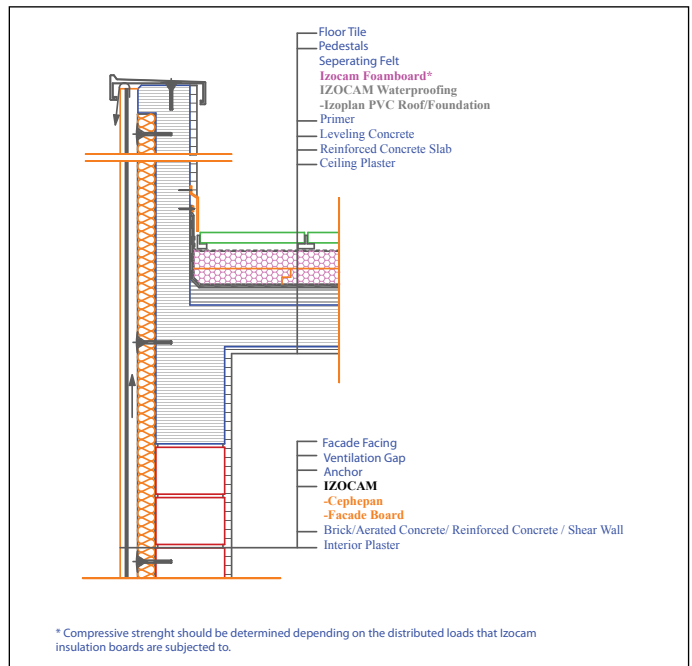 Floor Tile
Pedestals
Seperating Felt
Izocam Foamboard*
IZOCAM Waterproofing
-Izoplan PVC Roof/Foundation
Primer
Leveling Concrete
Reinforced Concrete Slab
Ceiling Plaster
Facade Facing
Ventilation Gap
Anchor
IZOCAM
-Cephepan
-Facade Board
Brick/Aerated Concrete/ Reinforced Concrete / Shear Wall
Interior Plaster
* Compressive strenght should be determined depending on the distributed loads that Izocam
insulation boards are subjected to.